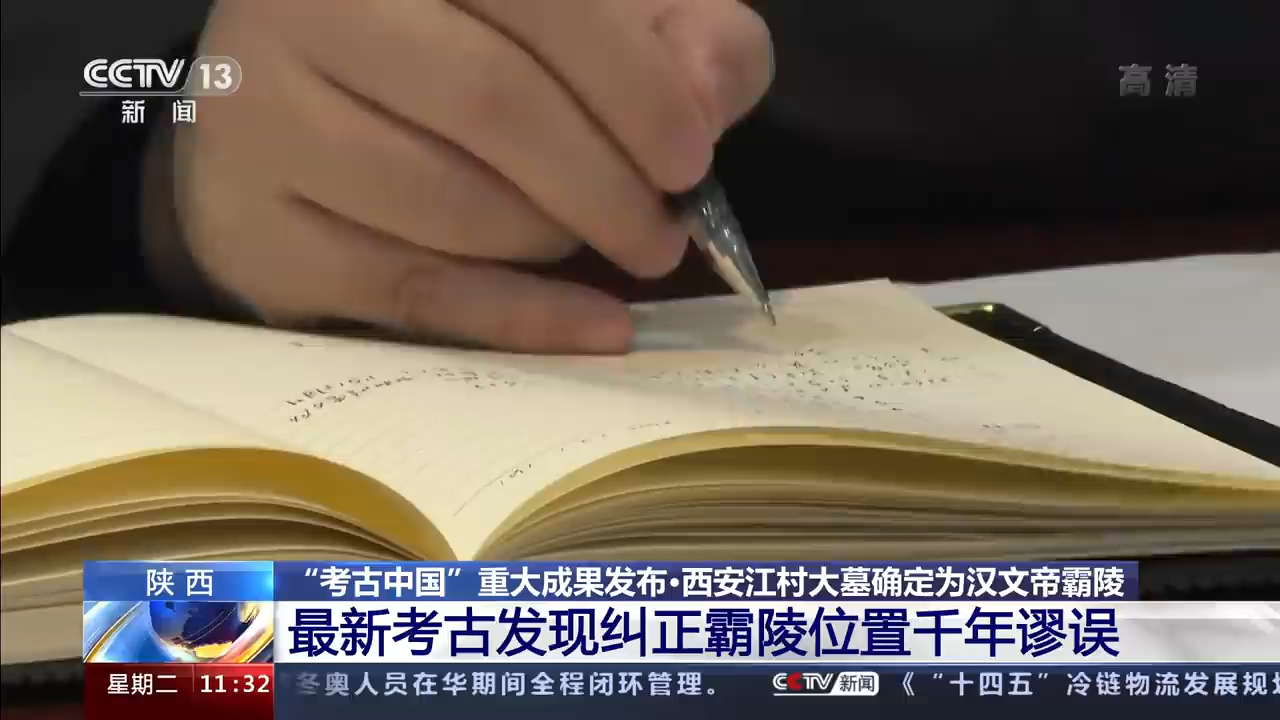 CCTV 13
新闻
高清
陕西
“考古中国”重大成果发布·西安江村大墓确定为汉文帝霸陵
最新考古发现纠正霸陵位置千年谬误
星期二 11:32
冬奥人员在华期间全程闭环管理。 CCTV新闻 《“十四五”冷链物流发展规